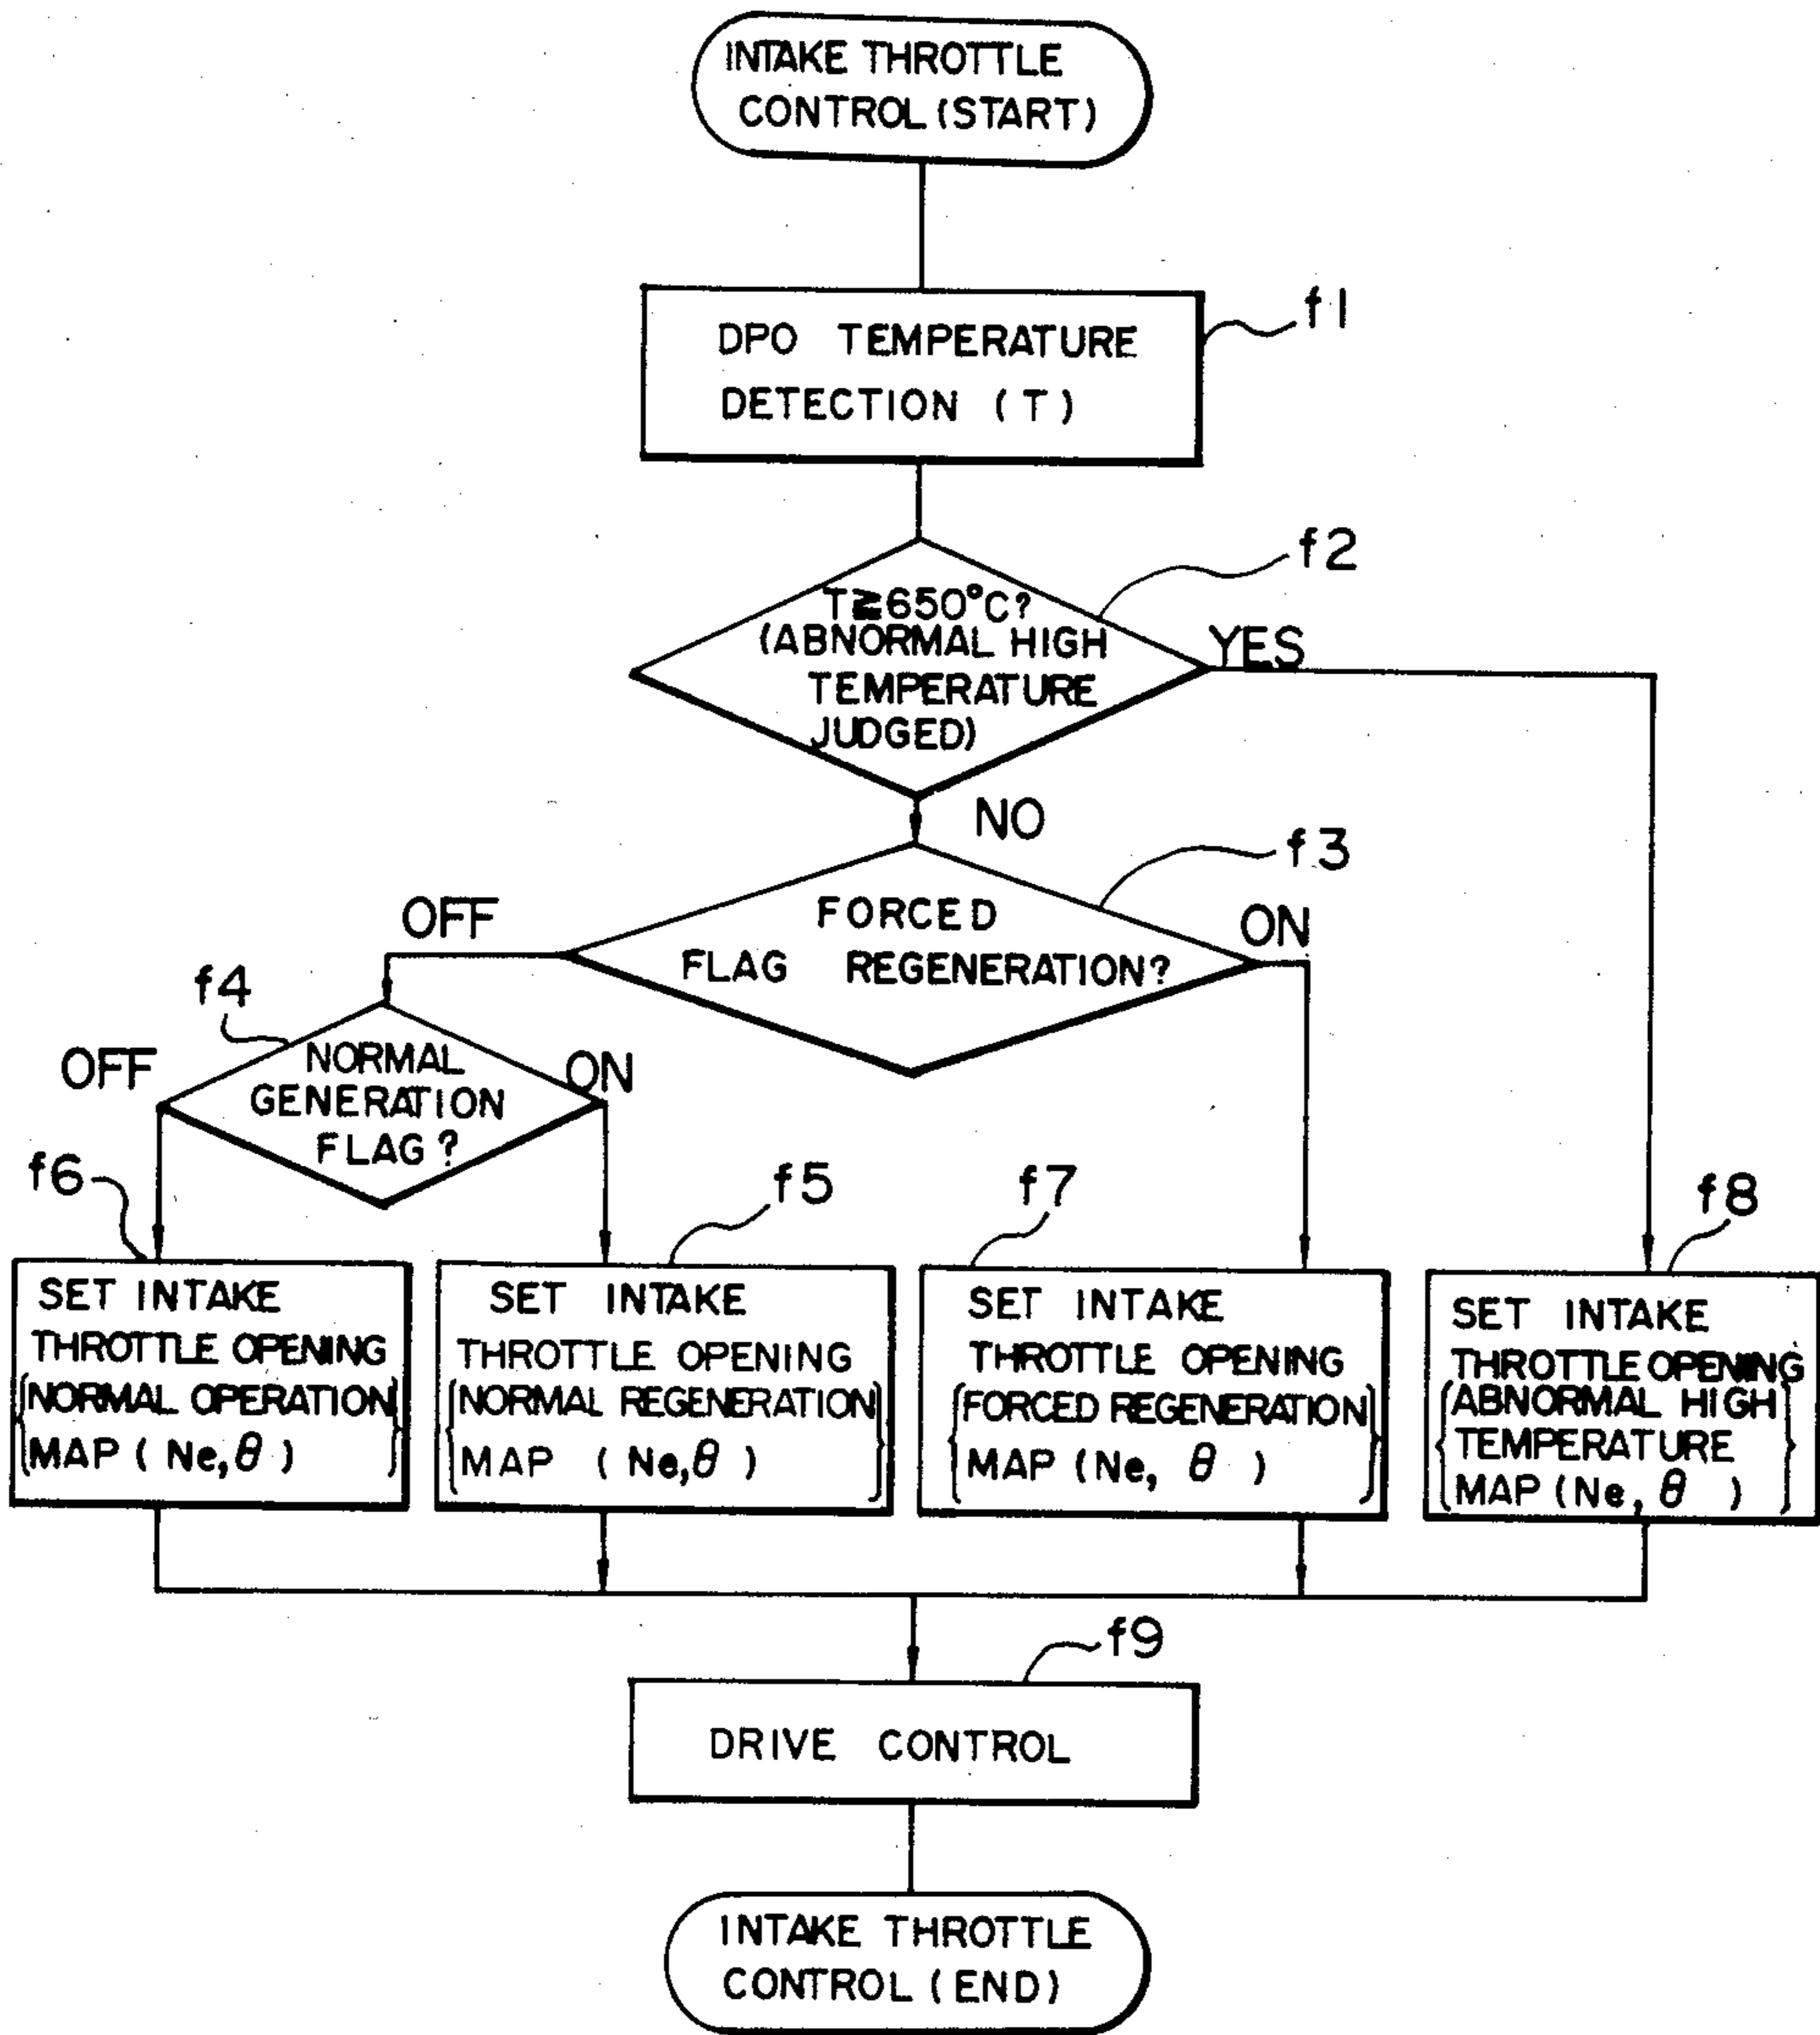 INTAKE THROTTLE
CONTROL (START)
f1
DPO TEMPERATURE
DETECTION (T)
f2
T≧650°C?
(ABNORMAL HIGH
TEMPERATURE
JUDGED)
YES
NO
f3
OFF
FORCED
ON
FLAG REGENERATION?
f4
OFF
NORMAL
GENERATION
FLAG?
ON
f6
f5
f7
f8
SET INTAKE
THROTTLE OPENING
{NORMAL OPERATION
MAP (Ne, θ)}
SET INTAKE
THROTTLE OPENING
{NORMAL REGENERATION
MAP (Ne, θ)}
SET INTAKE
THROTTLE OPENING
{FORCED REGENERATION
MAP (Ne, θ)}
SET INTAKE
THROTTLE OPENING
{ABNORMAL HIGH
TEMPERATURE
MAP (Ne, θ)}
f9
DRIVE CONTROL
INTAKE THROTTLE
CONTROL (END)